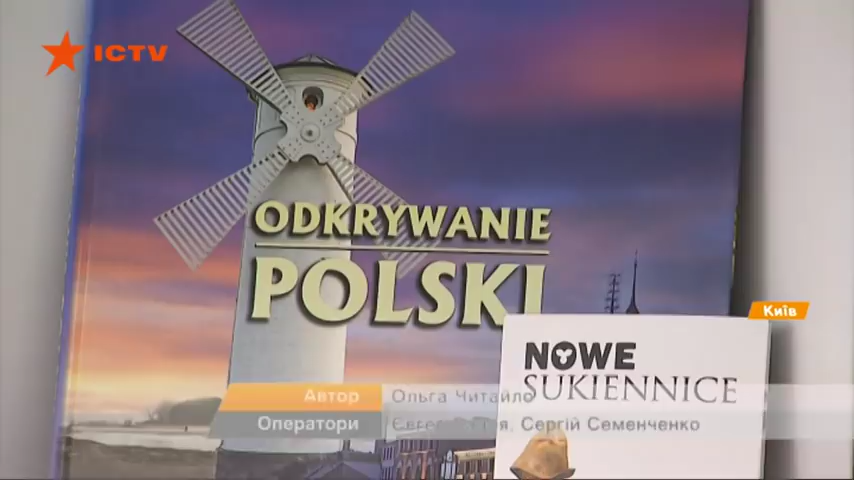 ICTV
ODKRYWANIE
POLSKI
Київ
NOWE
SUKIENNICE
Автор Ольга Читайло
Оператори Сергій Семенченко